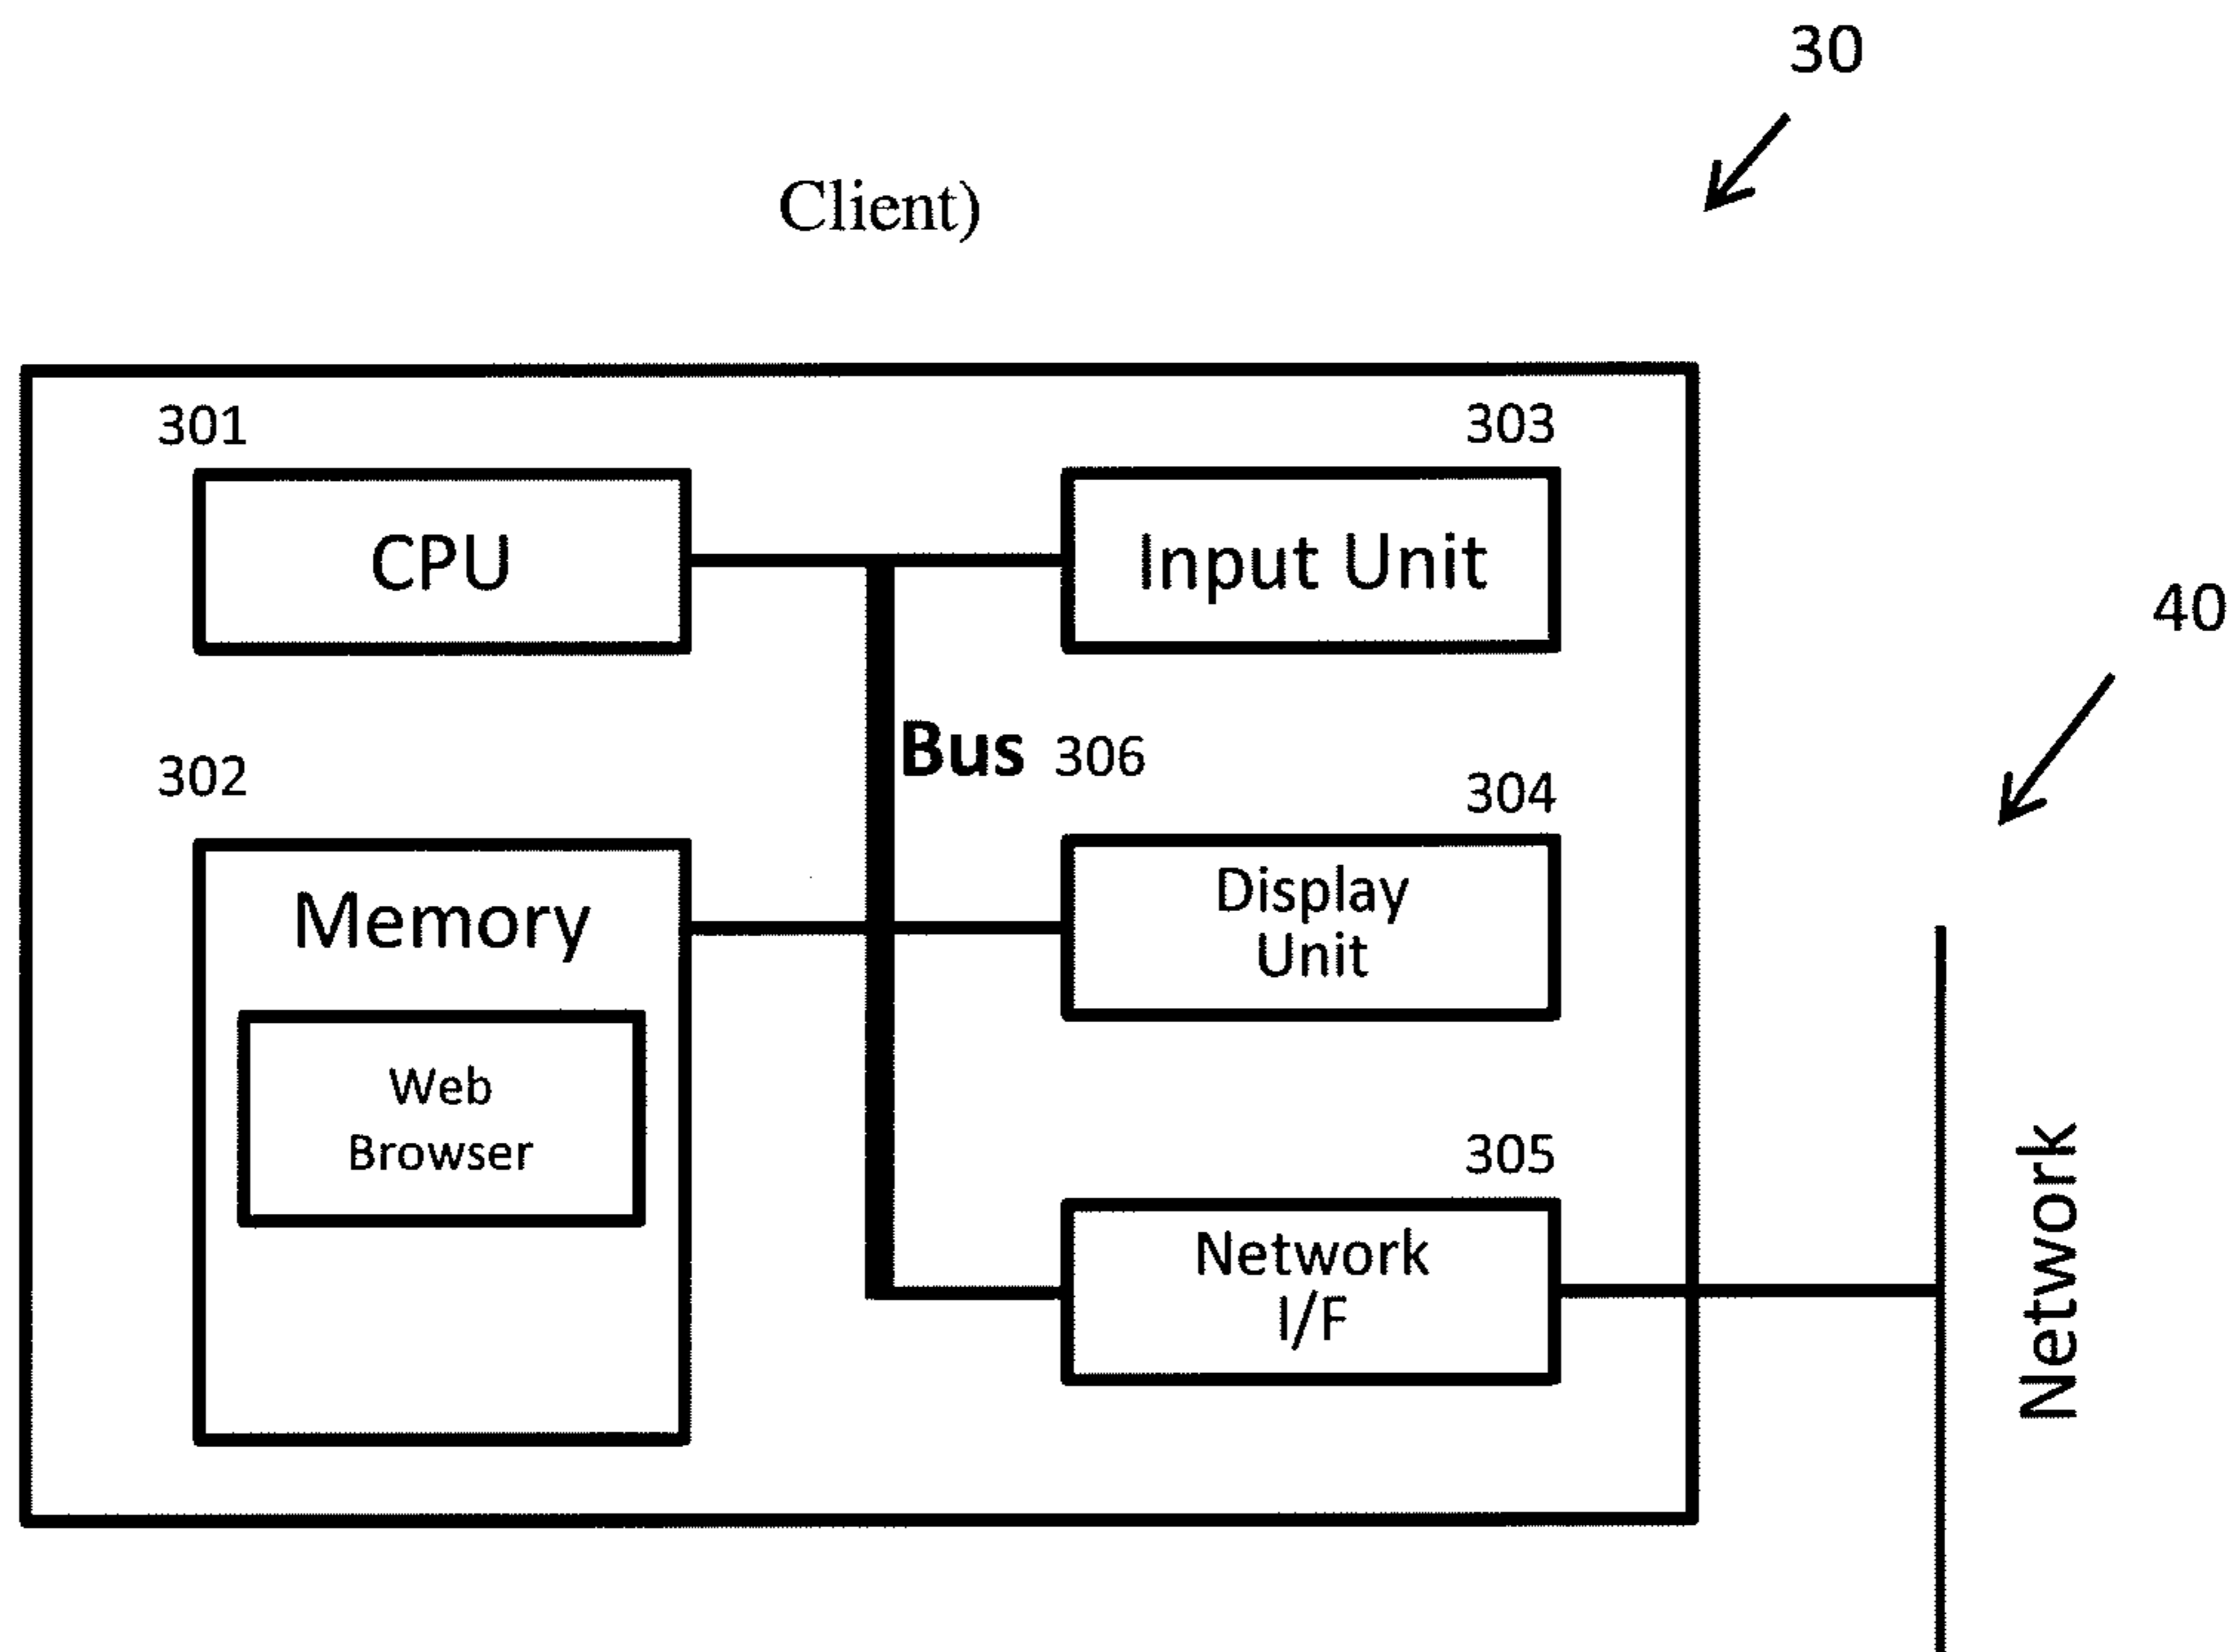 30
Client)
301
303
CPU
Input Unit
40
Bus 306
302
304
Memory
Display
Unit
Web
Browser
305
Network
I/F
Network